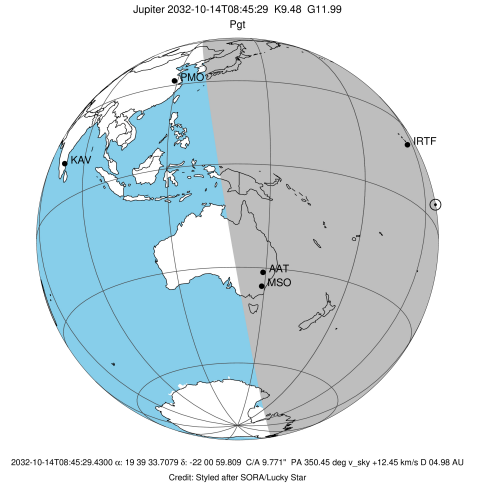 Jupiter 2032-10-14T08:45:29 K9.48 G11.99
Pgt
PMO
IRTF
KAV
AAT
MSO
2032-10-14T08:45:29.4300 α: 19 39 33.7079 δ: -22 00 59.809 C/A 9.771" PA 350.45 deg v_sky +12.45 km/s D 04.98 AU
Credit: Styled after SORA/Lucky Star